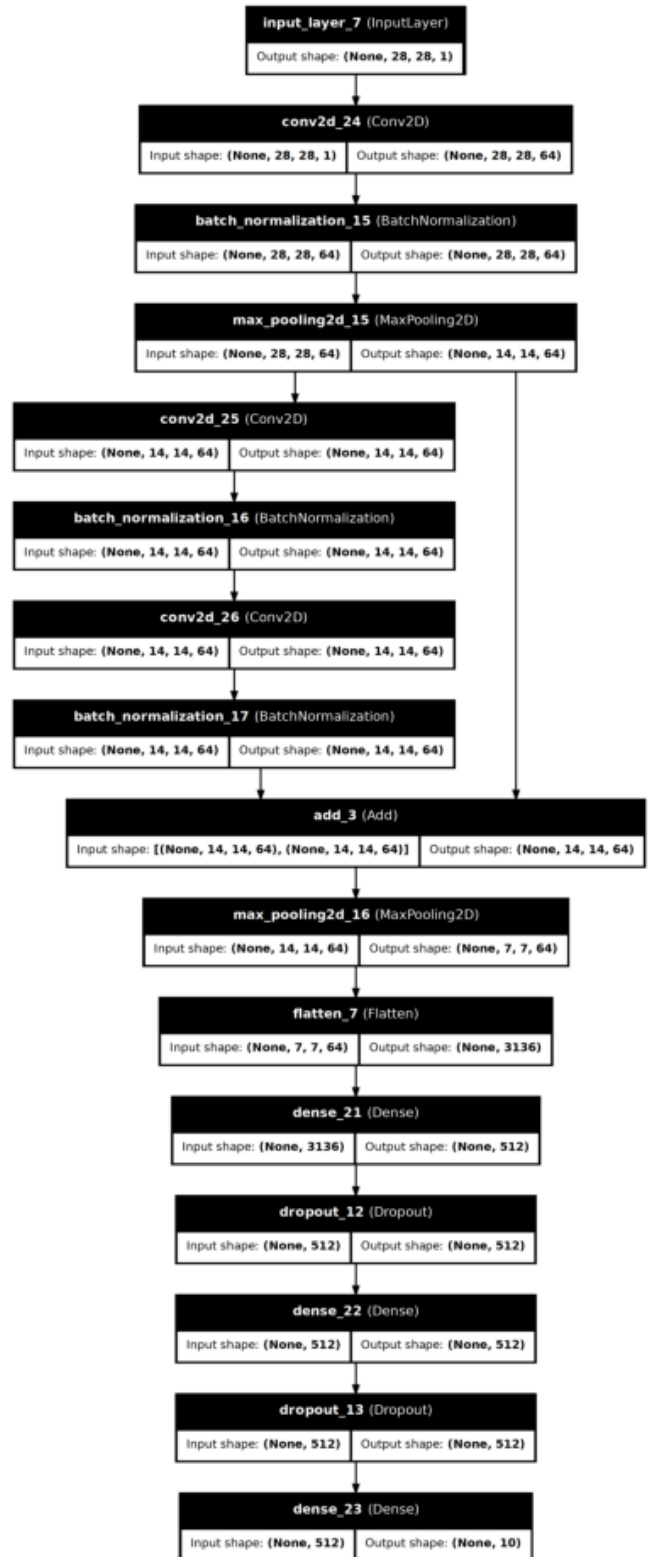 input_layer_7 (InputLayer)
Output shape: (None, 28, 28, 1)
conv2d_24 (Conv2D)
Input shape: (None, 28, 28, 1) Output shape: (None, 28, 28, 64)
batch_normalization_15 (BatchNormalization)
Input shape: (None, 28, 28, 64) Output shape: (None, 28, 28, 64)
max_pooling2d_15 (MaxPooling2D)
Input shape: (None, 28, 28, 64) Output shape: (None, 14, 14, 64)
conv2d_25 (Conv2D)
Input shape: (None, 14, 14, 64) Output shape: (None, 14, 14, 64)
batch_normalization_16 (BatchNormalization)
Input shape: (None, 14, 14, 64) Output shape: (None, 14, 14, 64)
conv2d_26 (Conv2D)
Input shape: (None, 14, 14, 64) Output shape: (None, 14, 14, 64)
batch_normalization_17 (BatchNormalization)
Input shape: (None, 14, 14, 64) Output shape: (None, 14, 14, 64)
add_3 (Add)
Input shape: [(None, 14, 14, 64), (None, 14, 14, 64)] Output shape: (None, 14, 14, 64)
max_pooling2d_16 (MaxPooling2D)
Input shape: (None, 14, 14, 64) Output shape: (None, 7, 7, 64)
flatten_7 (Flatten)
Input shape: (None, 7, 7, 64) Output shape: (None, 3136)
dense_21 (Dense)
Input shape: (None, 3136) Output shape: (None, 512)
dropout_12 (Dropout)
Input shape: (None, 512) Output shape: (None, 512)
dense_22 (Dense)
Input shape: (None, 512) Output shape: (None, 512)
dropout_13 (Dropout)
Input shape: (None, 512) Output shape: (None, 512)
dense_23 (Dense)
Input shape: (None, 512) Output shape: (None, 10)